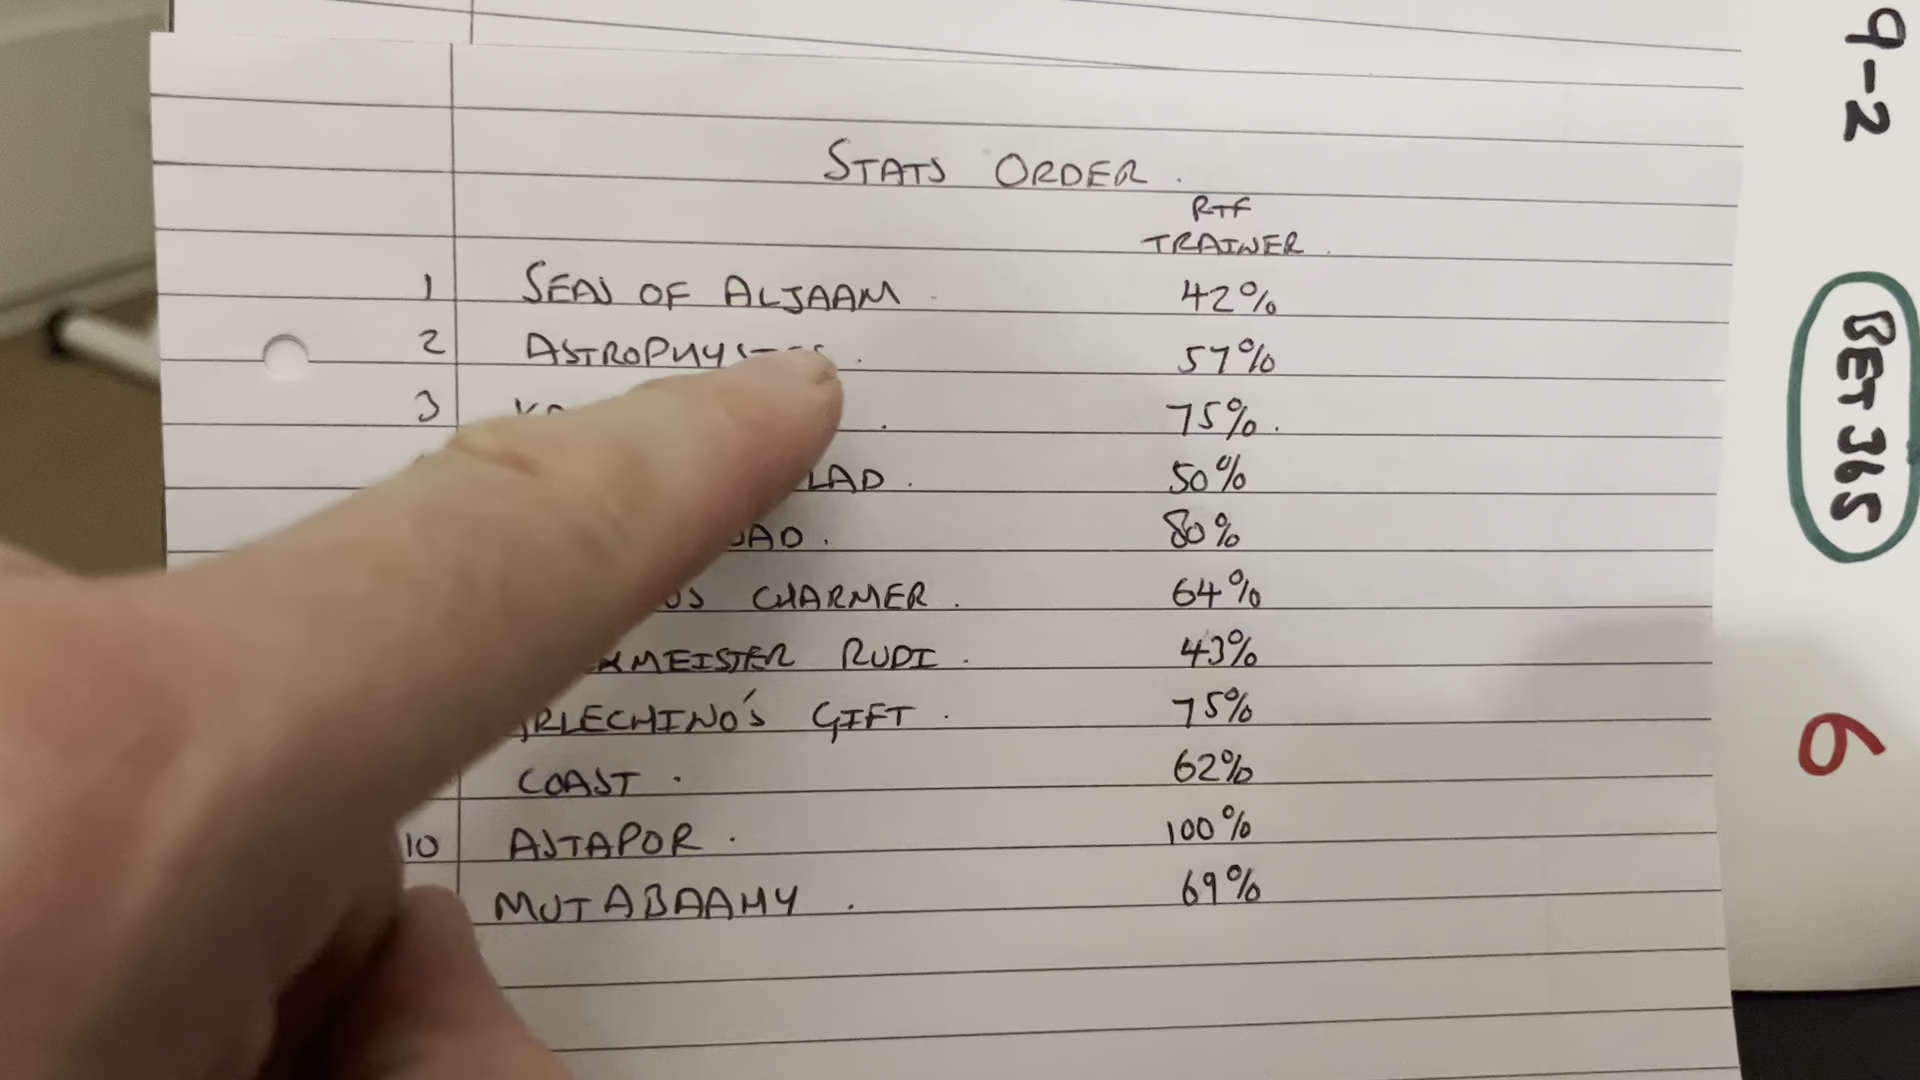 STATS ORDER.
RTF
TRAINER.
1 SEAS OF ALJAAM. 42%
2 57%
3 75%.
LAD. 50%
80%
CHARMER. 64%
RUDI. 43%
GIFT. 75%
COAST. 62%
10 ASTAPOR. 100%
MUTABAAHY. 69%
9-2
BET 365
6